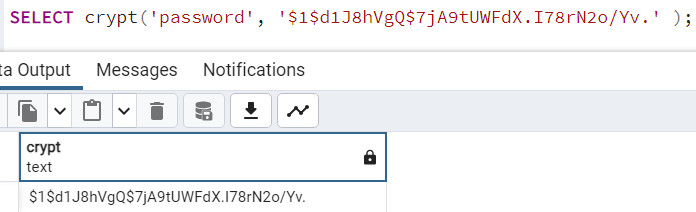 SELECT crypt('password', '$1$d1J8hVgQ$7jA9tUWFdX.I78rN2o/Yv.' );
ta Output Messages Notifications
crypt
text
$1$d1J8hVgQ$7jA9tUWFdX.I78rN2o/Yv.